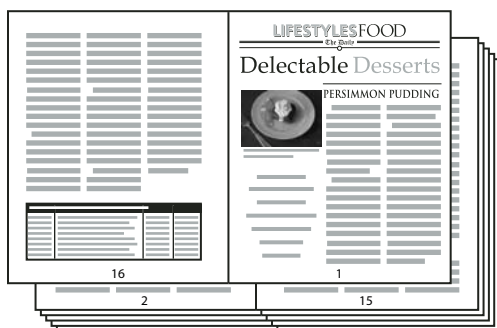 LIFESTYLESFOOD
The Daily
Delectable Desserts
PERSIMMON PUDDING
16
1
2
15